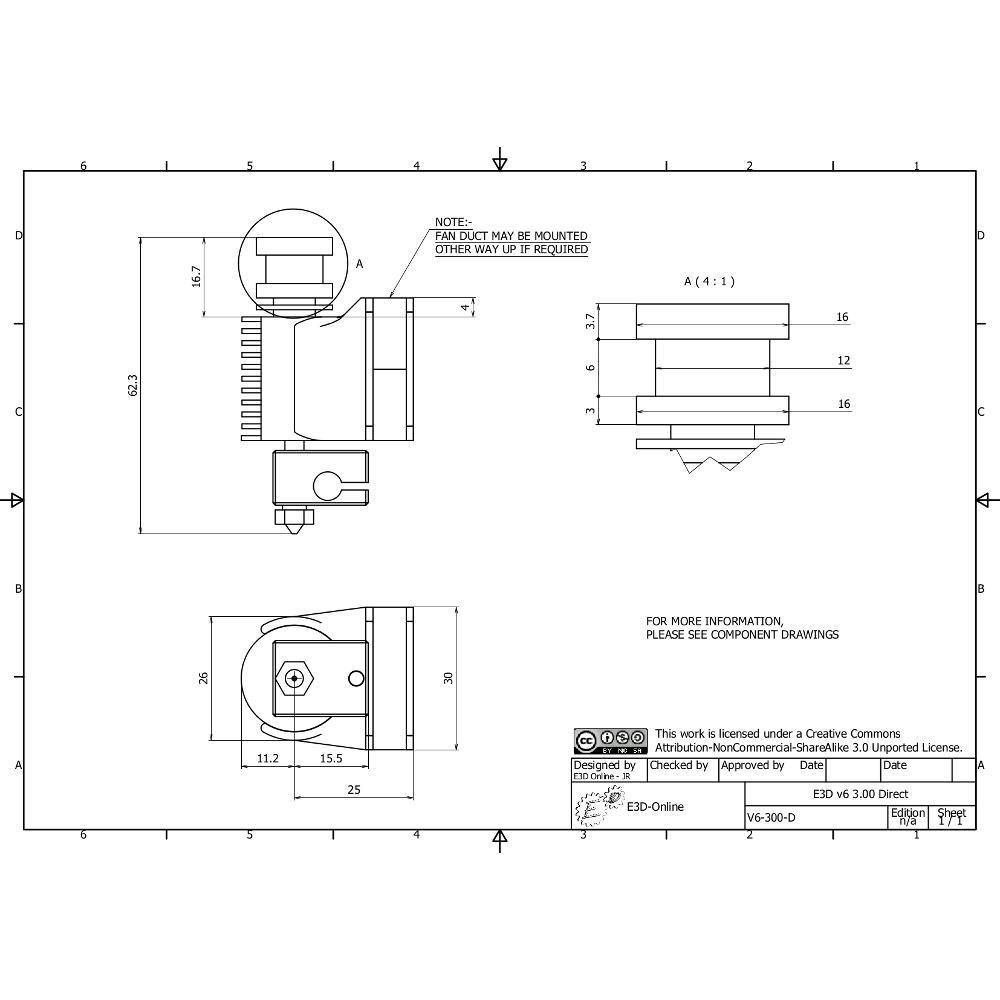 6 5 4 3 2 1
D
D
NOTE:-
FAN DUCT MAY BE MOUNTED
OTHER WAY UP IF REQUIRED
A
16.7
4
62.3
A ( 4 : 1 )
3.7
16
6
12
3
16
C
C
B
B
26
30
11.2
15.5
25
FOR MORE INFORMATION,
PLEASE SEE COMPONENT DRAWINGS
A
A
cc
BY NC SA
This work is licensed under a Creative Commons
Attribution-NonCommercial-ShareAlike 3.0 Unported License.
Designed by
E3D Online - JR
Checked by
Approved by
Date
Date
E3D
E3D-Online
E3D v6 3.00 Direct
V6-300-D
Edition
n/a
Sheet
1 / 1
6 5 4 3 2 1